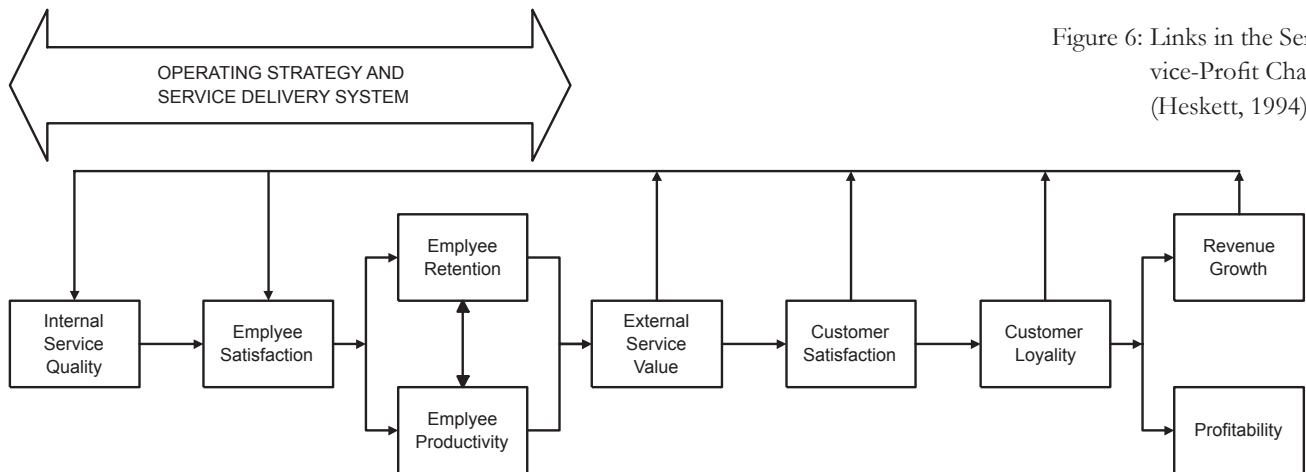 OPERATING STRATEGY AND
SERVICE DELIVERY SYSTEM
Figure 6: Links in the Ser-
vice-Profit Chain
(Heskett, 1994)
Internal
Service
Quality
Emplyee
Satisfaction
Emplyee
Retention
Emplyee
Productivity
External
Service
Value
Customer
Satisfaction
Customer
Loyality
Revenue
Growth
Profitability